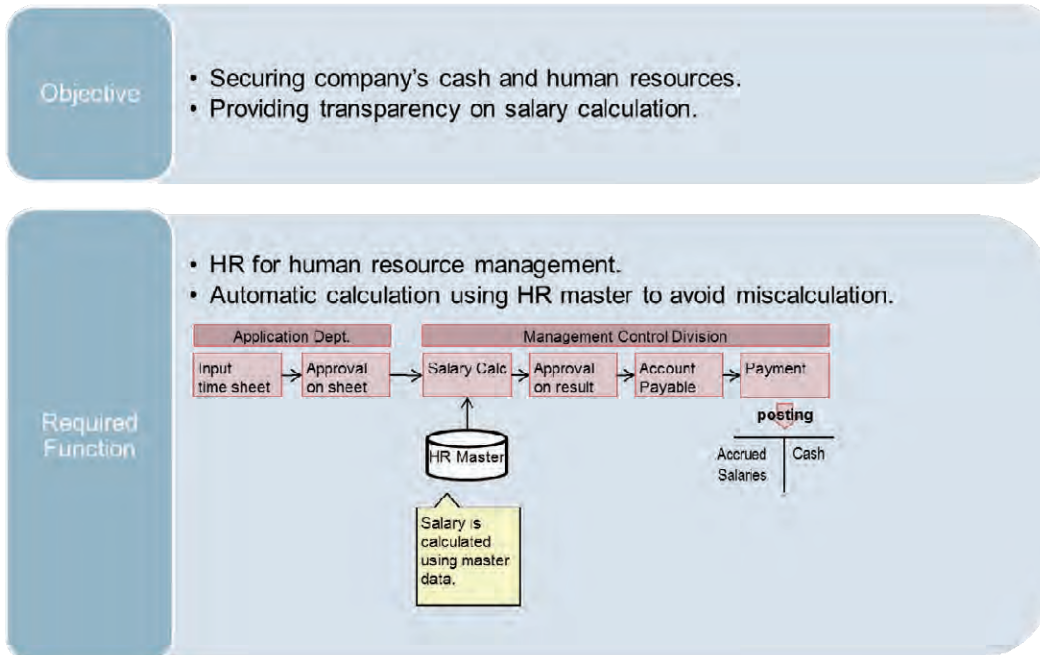 Objective
• Securing company's cash and human resources.
• Providing transparency on salary calculation.
Required
Function
• HR for human resource management.
• Automatic calculation using HR master to avoid miscalculation.
Application Dept.
Management Control Division
Input
time sheet
Approval
on sheet
Salary Calc
Approval
on result
Account
Payable
Payment
posting
Accrued
Salaries
Cash
HR Master
Salary is
calculated
using master
data.